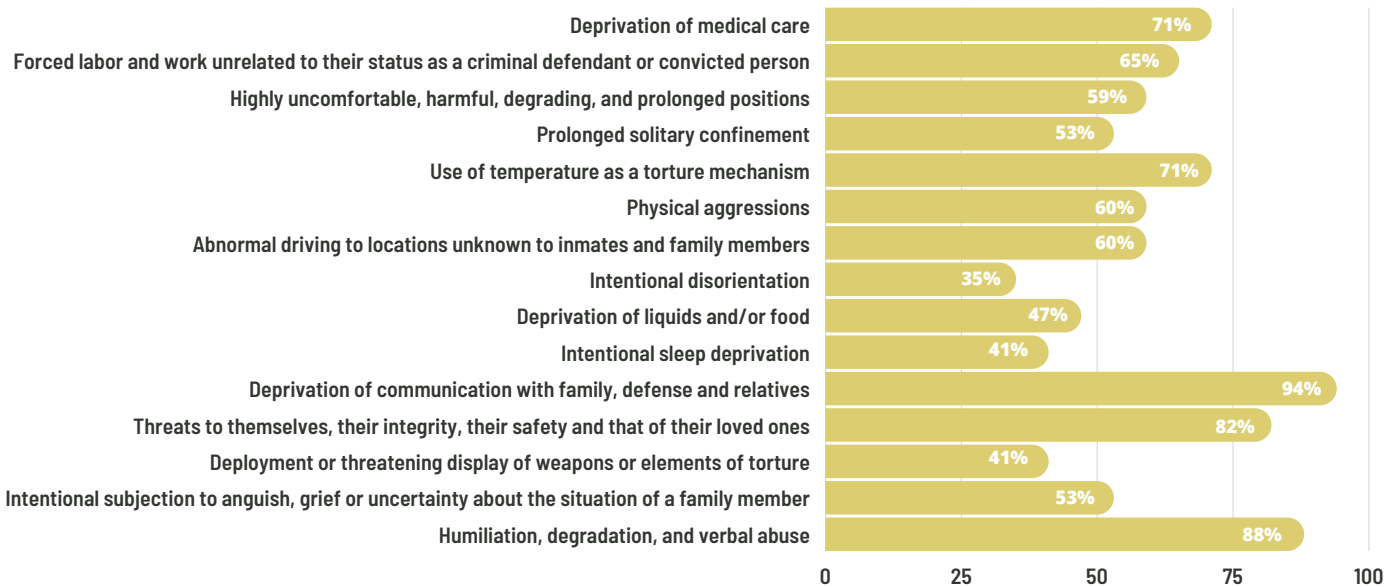 Deprivation of medical care 71%
Forced labor and work unrelated to their status as a criminal defendant or convicted person 65%
Highly uncomfortable, harmful, degrading, and prolonged positions 59%
Prolonged solitary confinement 53%
Use of temperature as a torture mechanism 71%
Physical aggressions 60%
Abnormal driving to locations unknown to inmates and family members 60%
Intentional disorientation 35%
Deprivation of liquids and/or food 47%
Intentional sleep deprivation 41%
Deprivation of communication with family, defense and relatives 94%
Threats to themselves, their integrity, their safety and that of their loved ones 82%
Deployment or threatening display of weapons or elements of torture 41%
Intentional subjection to anguish, grief or uncertainty about the situation of a family member 53%
Humiliation, degradation, and verbal abuse 88%
0 25 50 75 100